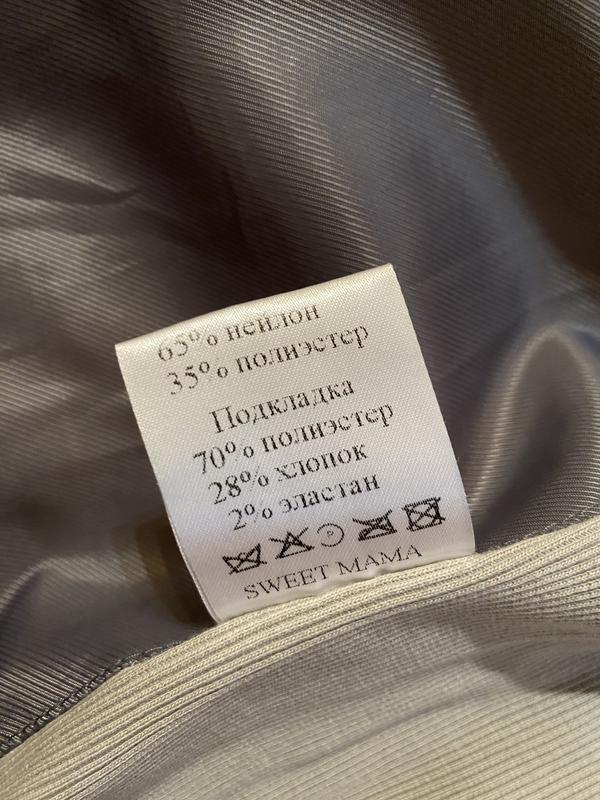 65% нейлон
35% полиэстер
Подкладка
70% полиэстер
28% хлопок
2% эластан
P
SWEET MAMA